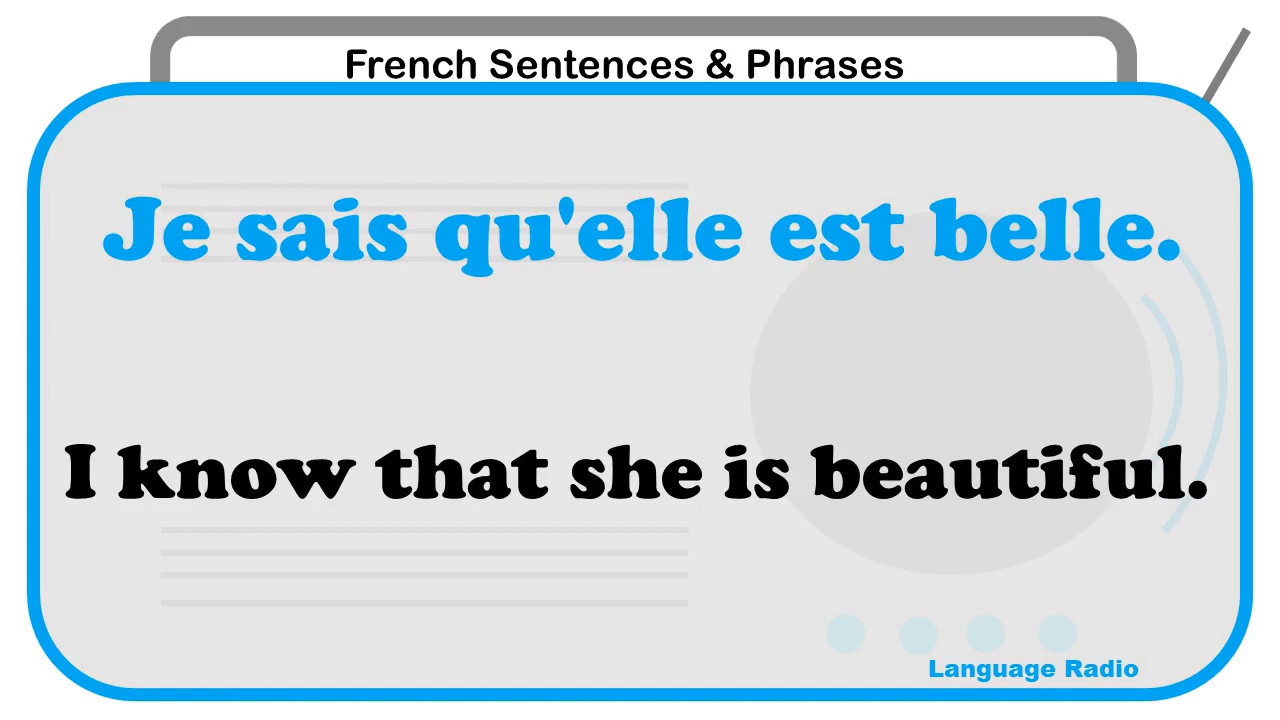 French Sentences & Phrases
Je sais qu'elle est belle.
I know that she is beautiful.
Language Radio